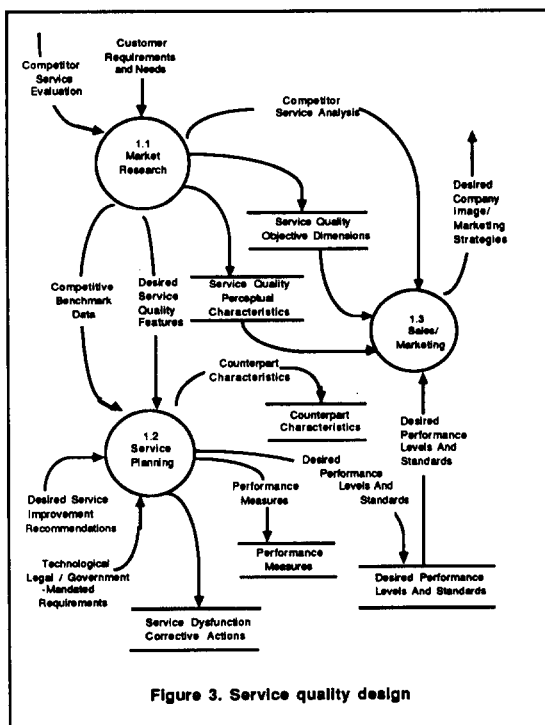 Competitor
Service
Evaluation
Customer
Requirements
and Needs
Competitor
Service Analysis
1.1
Market
Research
Desired
Company
Image/
Marketing
Strategies
Service Quality
Objective Dimensions
Competitive
Benchmark
Data
Desired
Service
Quality
Features
Service Quality
Perceptual
Characteristics
1.3
Sales/
Marketing
Counterpart
Characteristics
Counterpart
Characteristics
1.2
Service
Planning
Desired
Performance
Levels And
Standards
Desired
Performance
Levels And
Standards
Performance
Measures
Desired Service
Improvement
Recommendations
Technological
Legal / Government
-Mandated
Requirements
Performance
Measures
Desired Performance
Levels And Standards
Service Dysfunction
Corrective Actions
Figure 3. Service quality design